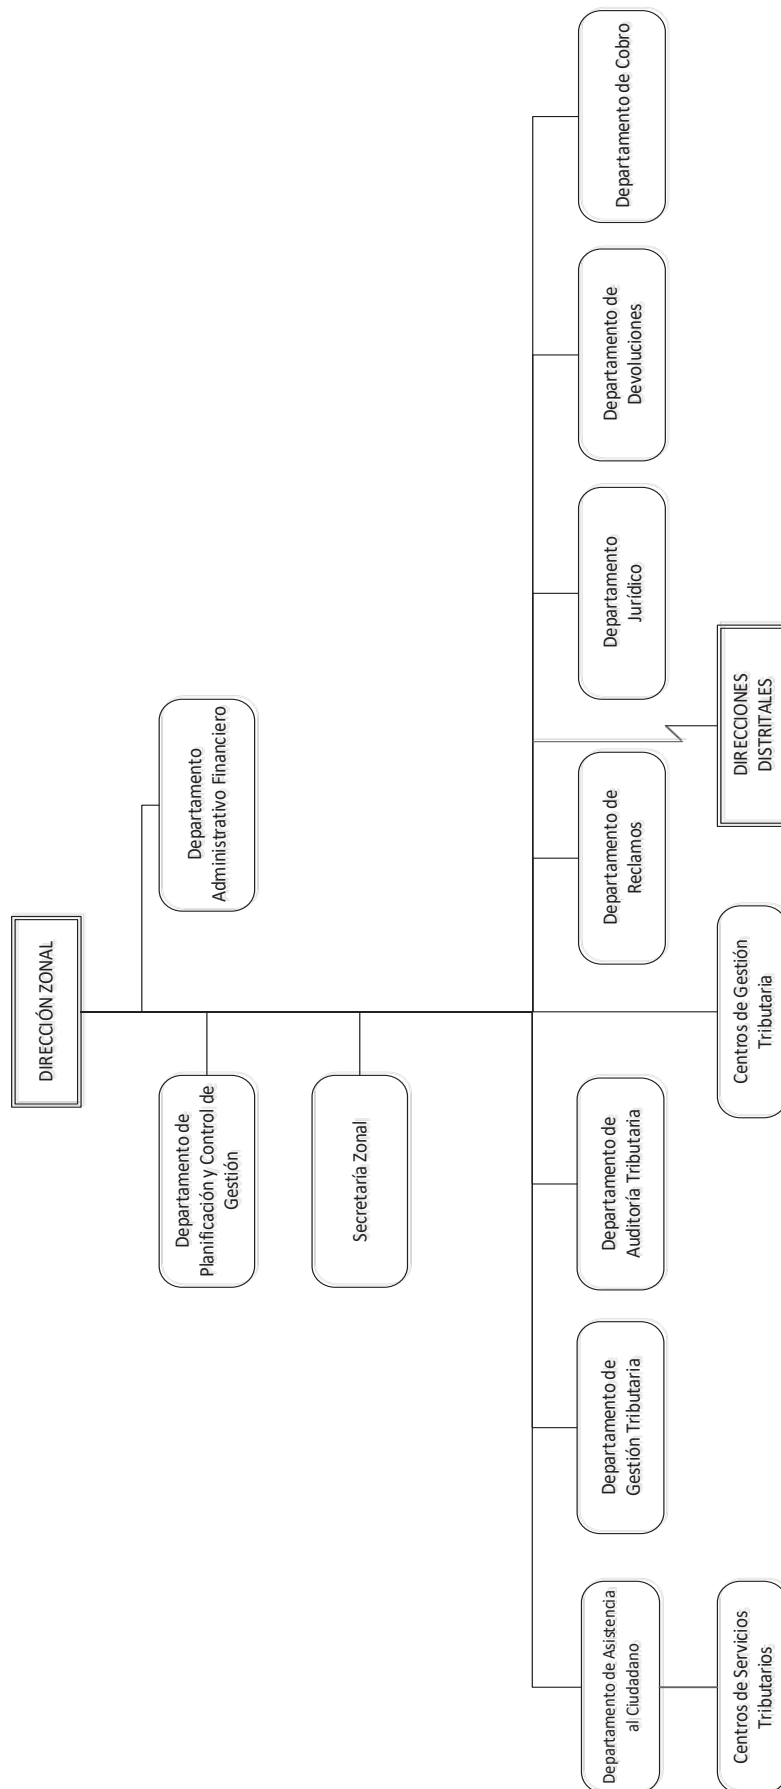 DIRECCIÓN ZONAL
Departamento de
Planificación y Control de
Gestión
Departamento
Administrativo Financiero
Secretaría Zonal
Departamento de Asistencia
al Ciudadano
Departamento de
Gestión Tributaria
Departamento de
Auditoría Tributaria
Departamento de
Reclamos
Departamento
Jurídico
Departamento de
Devoluciones
Departamento de Cobro
Centros de Servicios
Tributarios
Centros de Gestión
Tributaria
DIRECCIONES
DISTRITALES